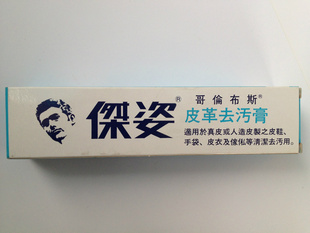 傑姿®
哥倫布斯®
皮革去污膏
適用於真皮或人造皮製之皮鞋、
手袋、皮衣及傢俬等清潔去污用。